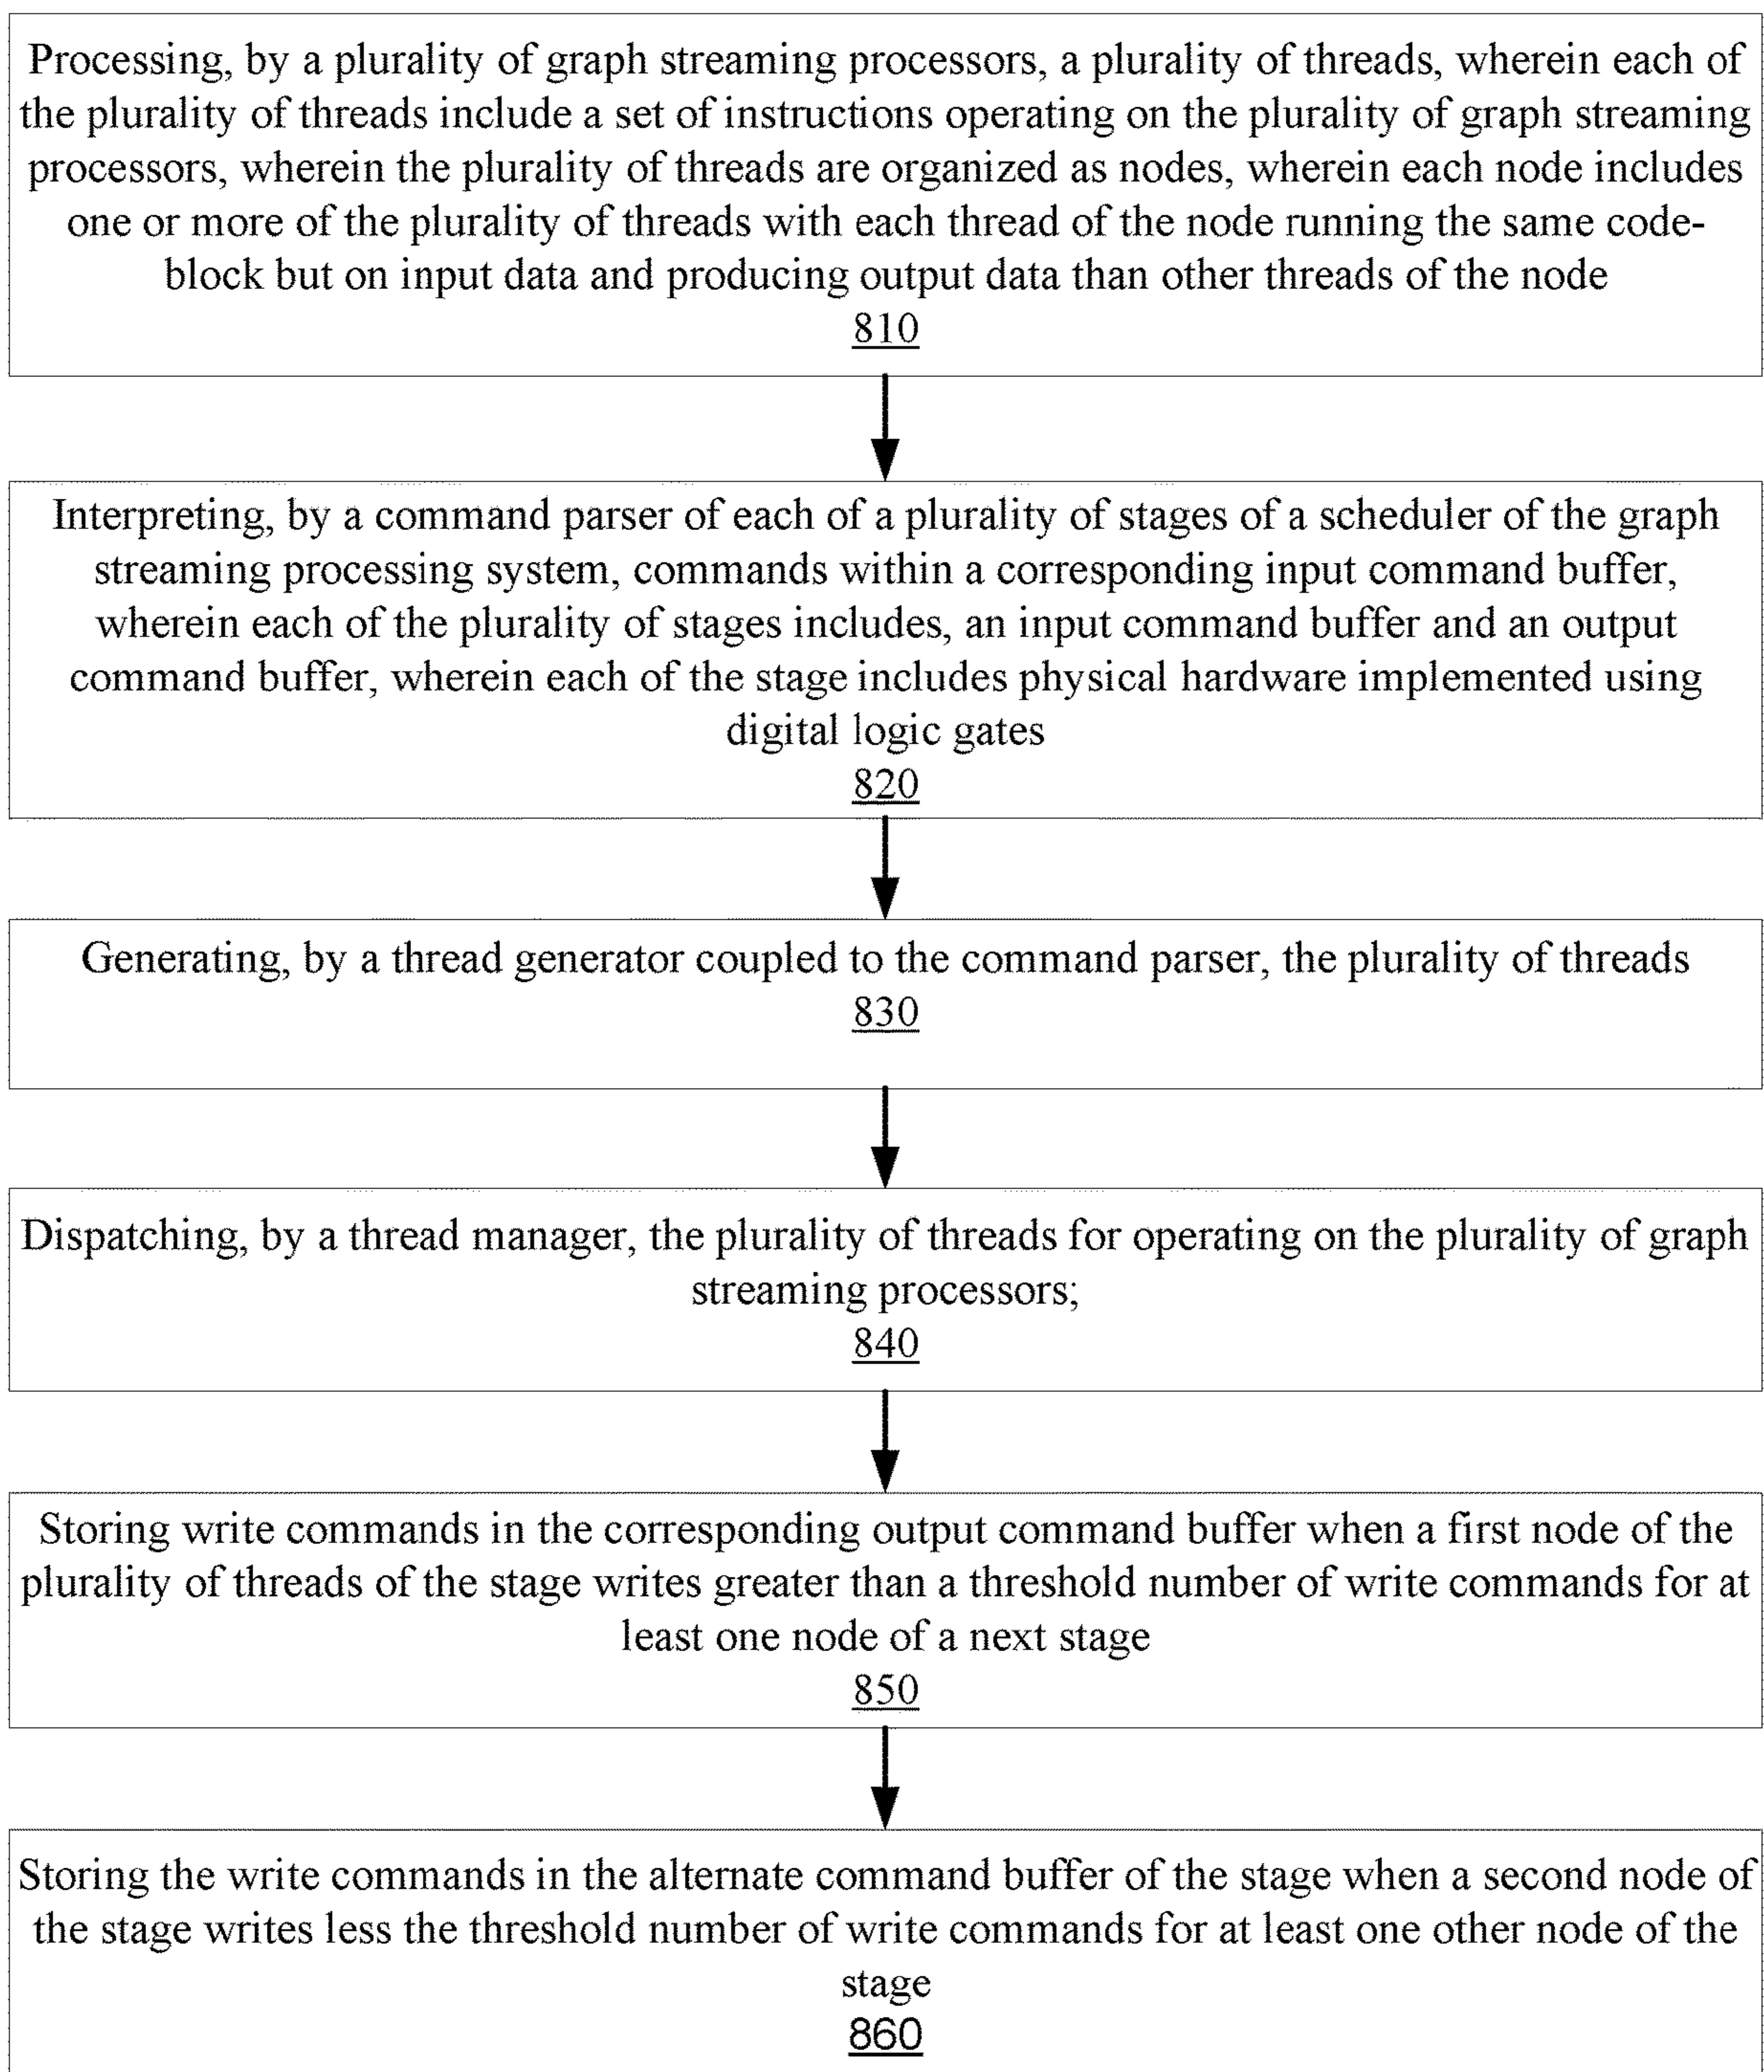 Processing, by a plurality of graph streaming processors, a plurality of threads, wherein each of
the plurality of threads include a set of instructions operating on the plurality of graph streaming
processors, wherein the plurality of threads are organized as nodes, wherein each node includes
one or more of the plurality of threads with each thread of the node running the same code-
block but on input data and producing output data than other threads of the node
810
Interpreting, by a command parser of each of a plurality of stages of a scheduler of the graph
streaming processing system, commands within a corresponding input command buffer,
wherein each of the plurality of stages includes, an input command buffer and an output
command buffer, wherein each of the stage includes physical hardware implemented using
digital logic gates
820
Generating, by a thread generator coupled to the command parser, the plurality of threads
830
Dispatching, by a thread manager, the plurality of threads for operating on the plurality of graph
streaming processors;
840
Storing write commands in the corresponding output command buffer when a first node of the
plurality of threads of the stage writes greater than a threshold number of write commands for at
least one node of a next stage
850
Storing the write commands in the alternate command buffer of the stage when a second node of
the stage writes less the threshold number of write commands for at least one other node of the
stage
860